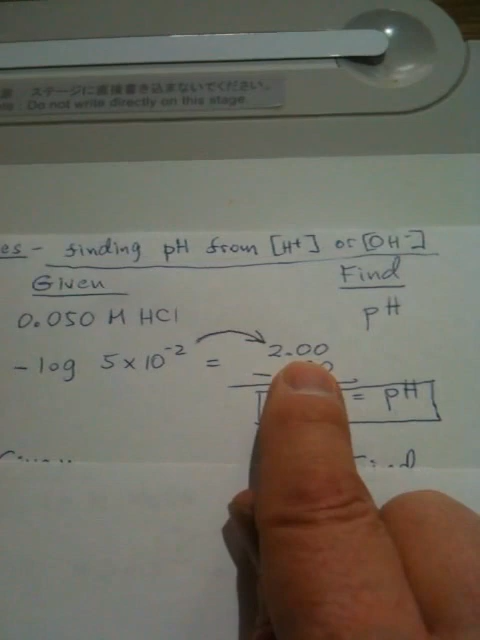 ステージに直接書き込まないでください。
Do not write directly on this stage.
es - finding pH from [H+] or [OH-]
Given Find
0.050 M HCl pH
- log 5 x 10⁻² = 2.00
-
= pH